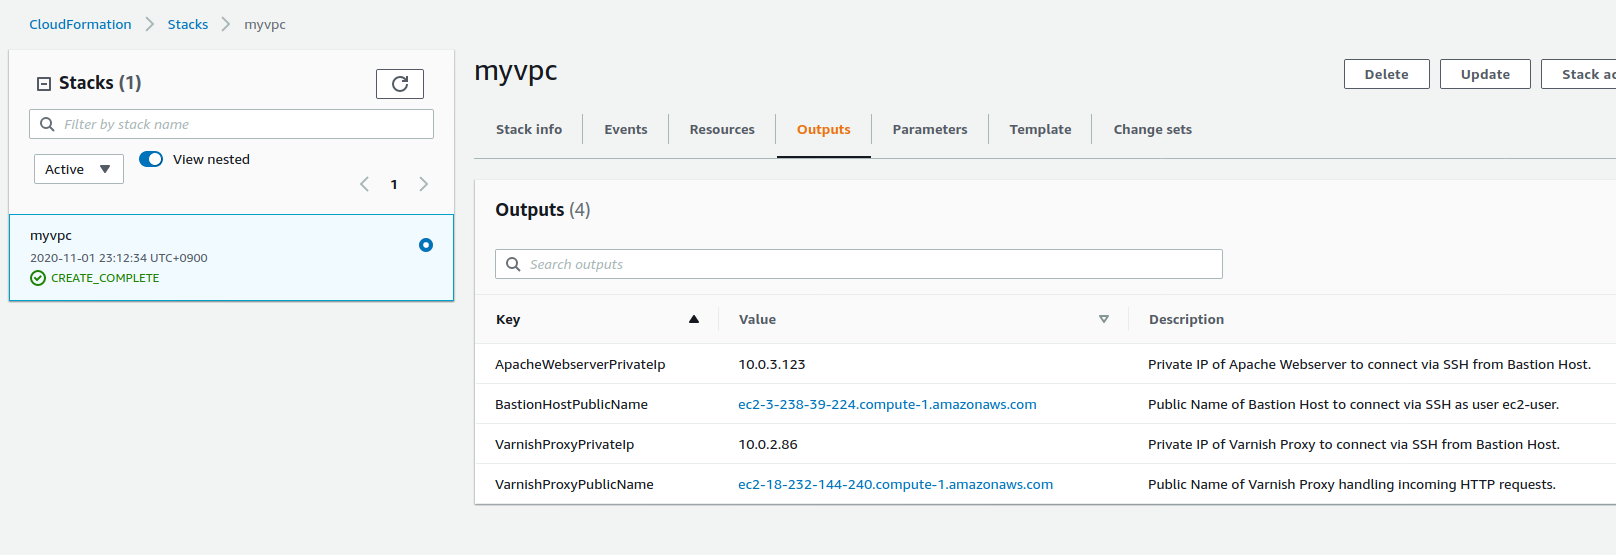 CloudFormation > Stacks > myvpc
Stacks (1)
Filter by stack name
Active
View nested
1
myvpc
2020-11-01 23:12:34 UTC+0900
CREATE_COMPLETE
myvpc
Delete
Update
Stack ac
Stack info
Events
Resources
Outputs
Parameters
Template
Change sets
Outputs (4)
Search outputs
Key Value Description
ApacheWebserverPrivateIp 10.0.3.123 Private IP of Apache Webserver to connect via SSH from Bastion Host.
BastionHostPublicName ec2-3-238-39-224.compute-1.amazonaws.com Public Name of Bastion Host to connect via SSH as user ec2-user.
VarnishProxyPrivateIp 10.0.2.86 Private IP of Varnish Proxy to connect via SSH from Bastion Host.
VarnishProxyPublicName ec2-18-232-144-240.compute-1.amazonaws.com Public Name of Varnish Proxy handling incoming HTTP requests.